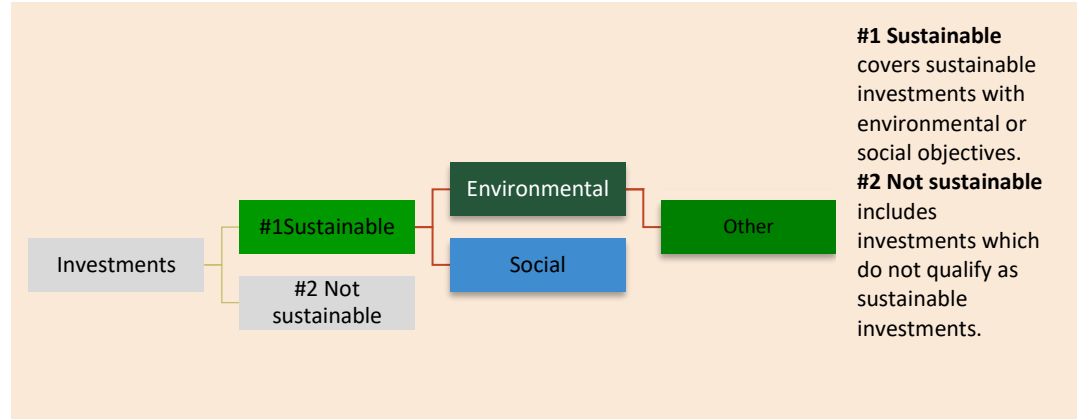 Investments
#1Sustainable
#2 Not
sustainable
Environmental
Social
Other
#1 Sustainable
covers sustainable
investments with
environmental or
social objectives.
#2 Not sustainable
includes
investments which
do not qualify as
sustainable
investments.